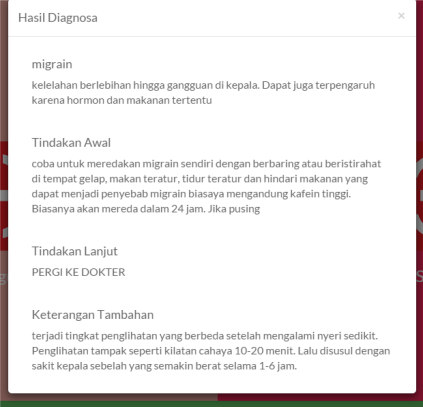 Hasil Diagnosa ×
migrain
kelelahan berlebihan hingga gangguan di kepala. Dapat juga terpengaruh
karena hormon dan makanan tertentu
Tindakan Awal
coba untuk meredakan migrain sendiri dengan berbaring atau beristirahat
di tempat gelap, makan teratur, tidur teratur dan hindari makanan yang
dapat menjadi penyebab migrain biasaya mengandung kafein tinggi.
Biasanya akan mereda dalam 24 jam. Jika pusing
Tindakan Lanjut
PERGI KE DOKTER
Keterangan Tambahan
terjadi tingkat penglihatan yang berbeda setelah mengalami nyeri sedikit.
Penglihatan tampak seperti kilatan cahaya 10-20 menit. Lalu disusul dengan
sakit kepala sebelah yang semakin berat selama 1-6 jam.